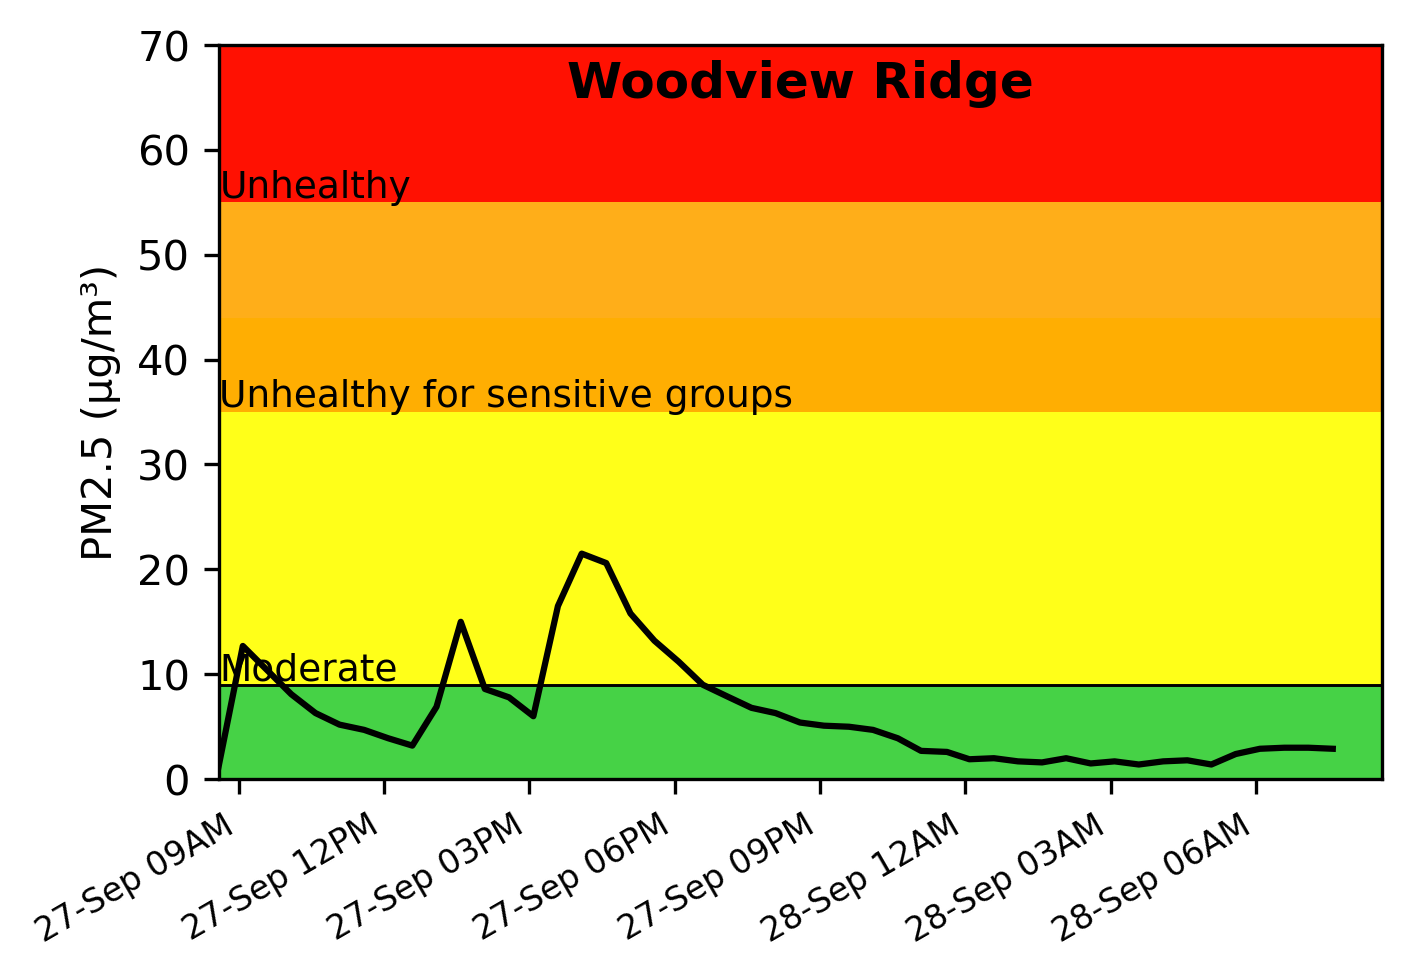 Woodview Ridge
70
60
50
40
30
20
10
0
PM2.5 (µg/m³)
Unhealthy
Unhealthy for sensitive groups
Moderate
27-Sep 09AM
27-Sep 12PM
27-Sep 03PM
27-Sep 06PM
27-Sep 09PM
28-Sep 12AM
28-Sep 03AM
28-Sep 06AM